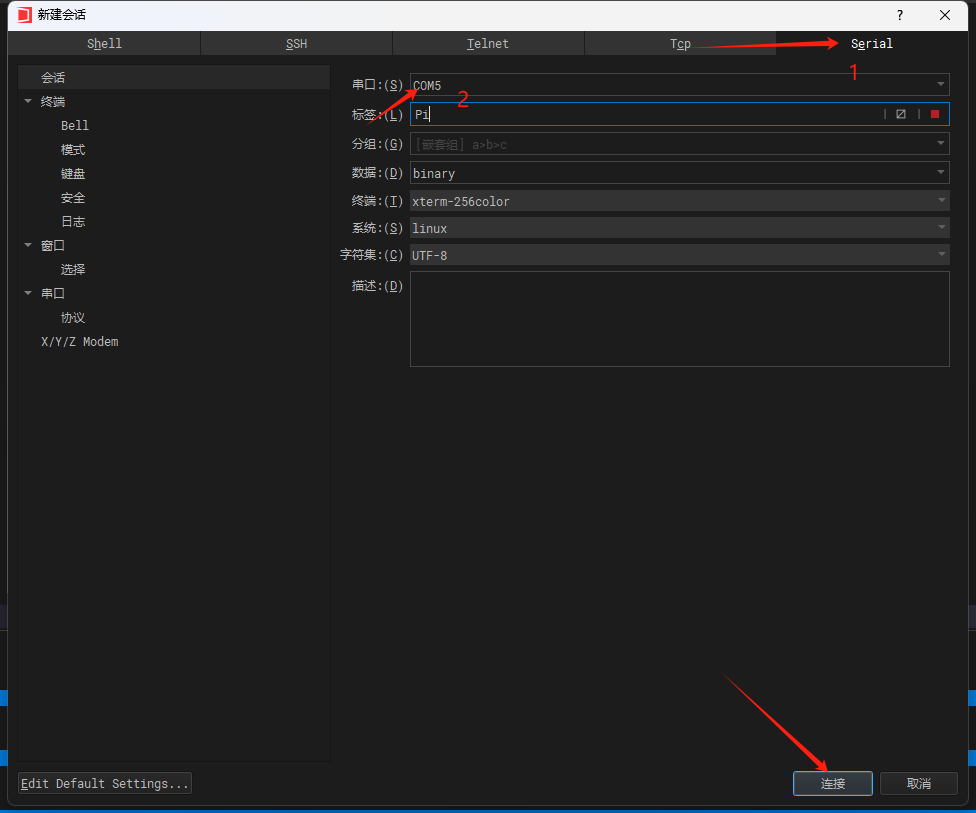 新建会话
?
Shell SSH Telnet Tcp Serial
1
会话
终端
Bell
模式
键盘
安全
日志
窗口
选择
串口
协议
X/Y/Z Modem
串口:(S) COM5
2
标签:(L) Pi
分组:(G) [嵌套组] a>b>c
数据:(D) binary
终端:(T) xterm-256color
系统:(S) linux
字符集:(C) UTF-8
描述:(D)
Edit Default Settings...
连接 取消